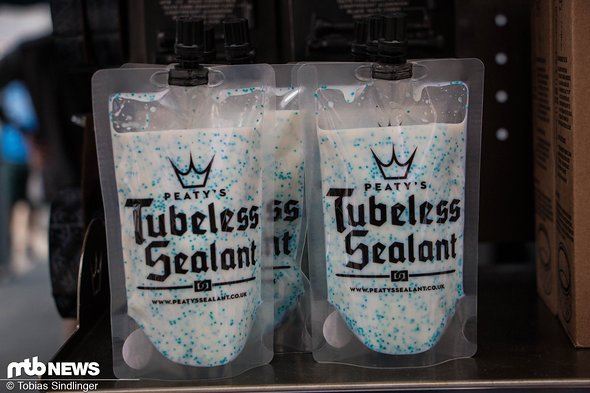 PEATY'S
Tubeless
Sealant
WWW.PEATYSSEALANT.CO.UK
PEATY'S
Tubeless
Sealant
WWW.PEATYSSEALANT.CO.UK
mtb NEWS
© Tobias Sindlinger